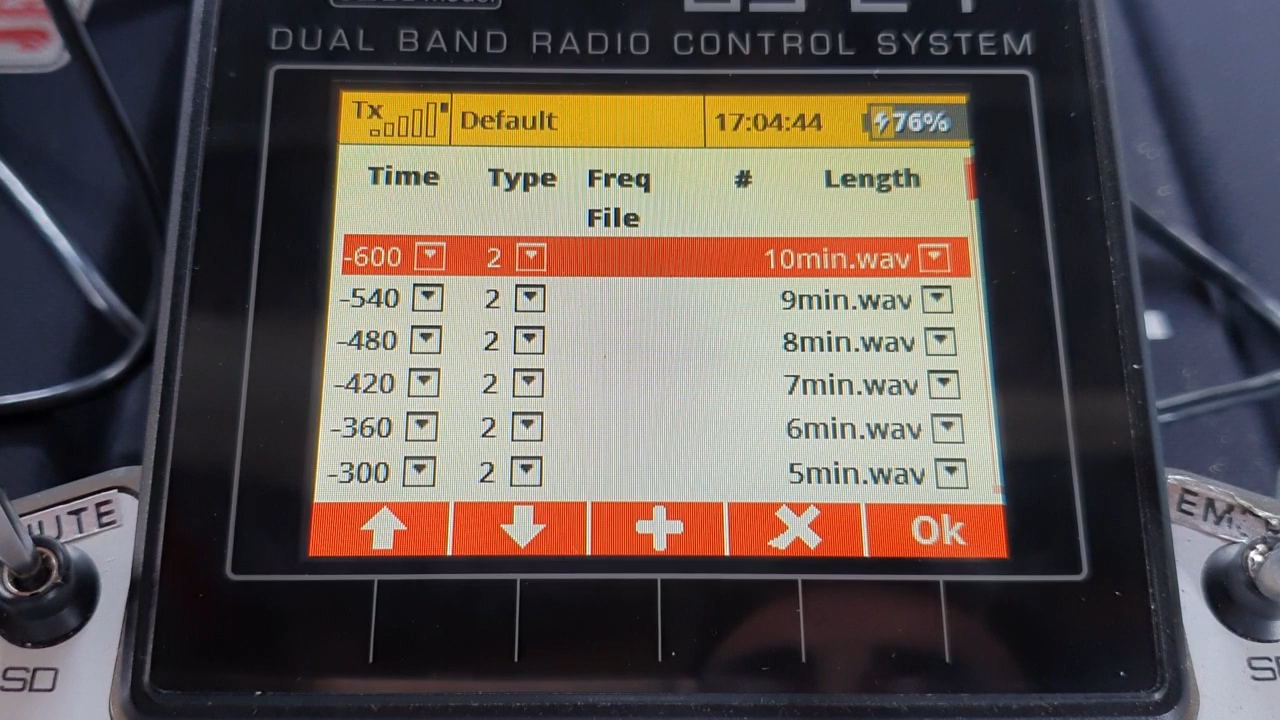 DUAL BAND RADIO CONTROL SYSTEM
Tx Default 17:04:44 76%
Time Type Freq # Length
File
-600 2 10min.wav
-540 2 9min.wav
-480 2 8min.wav
-420 2 7min.wav
-360 2 6min.wav
-300 2 5min.wav
Ok
SD